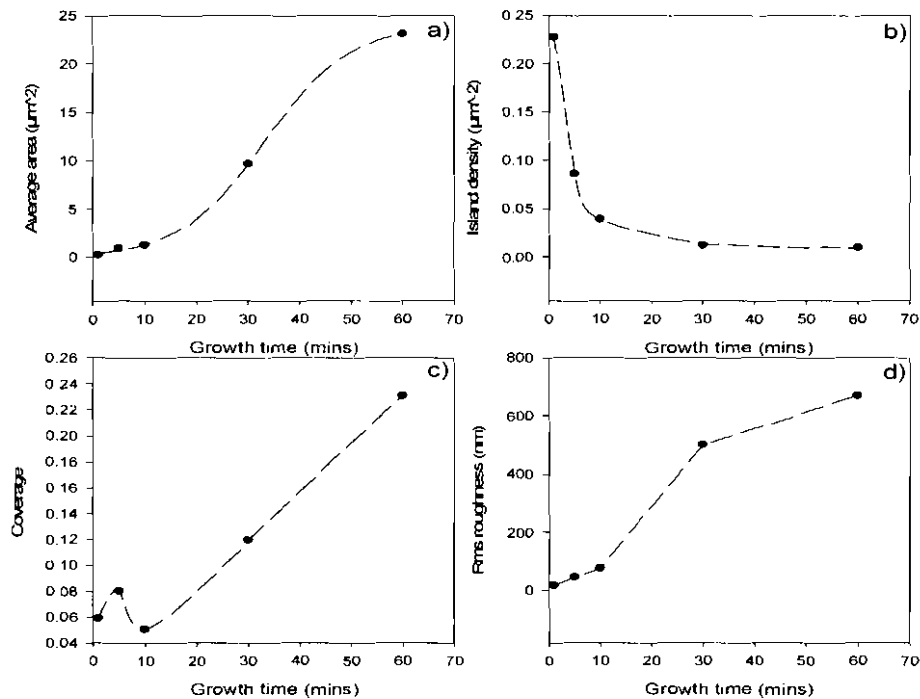 a)
Average area (µm^2)
25
20
15
10
5
0
0 10 20 30 40 50 60 70
Growth time (mins)
b)
Island density (µm^-2)
0.25
0.20
0.15
0.10
0.05
0.00
0 10 20 30 40 50 60 70
Growth time (mins)
c)
Coverage
0.26
0.24
0.22
0.20
0.18
0.16
0.14
0.12
0.10
0.08
0.06
0.04
0 10 20 30 40 50 60 70
Growth time (mins)
d)
Rms roughness (nm)
800
600
400
200
0
0 10 20 30 40 50 60 70
Growth time (mins)